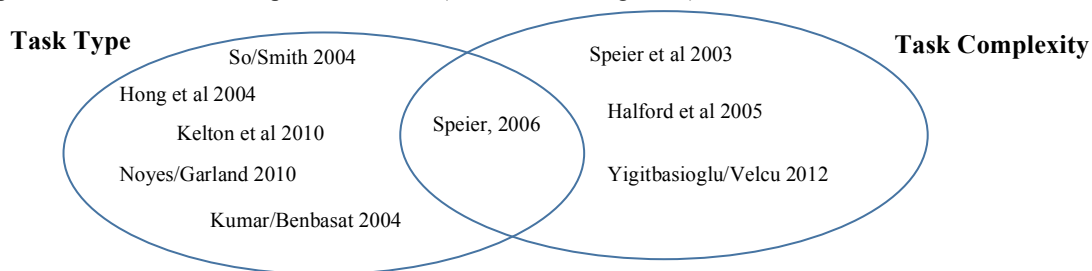 Task Type
So/Smith 2004
Hong et al 2004
Kelton et al 2010
Noyes/Garland 2010
Kumar/Benbasat 2004
Speier, 2006
Speier et al 2003
Halford et al 2005
Yigitbasioglu/Velcu 2012
Task Complexity